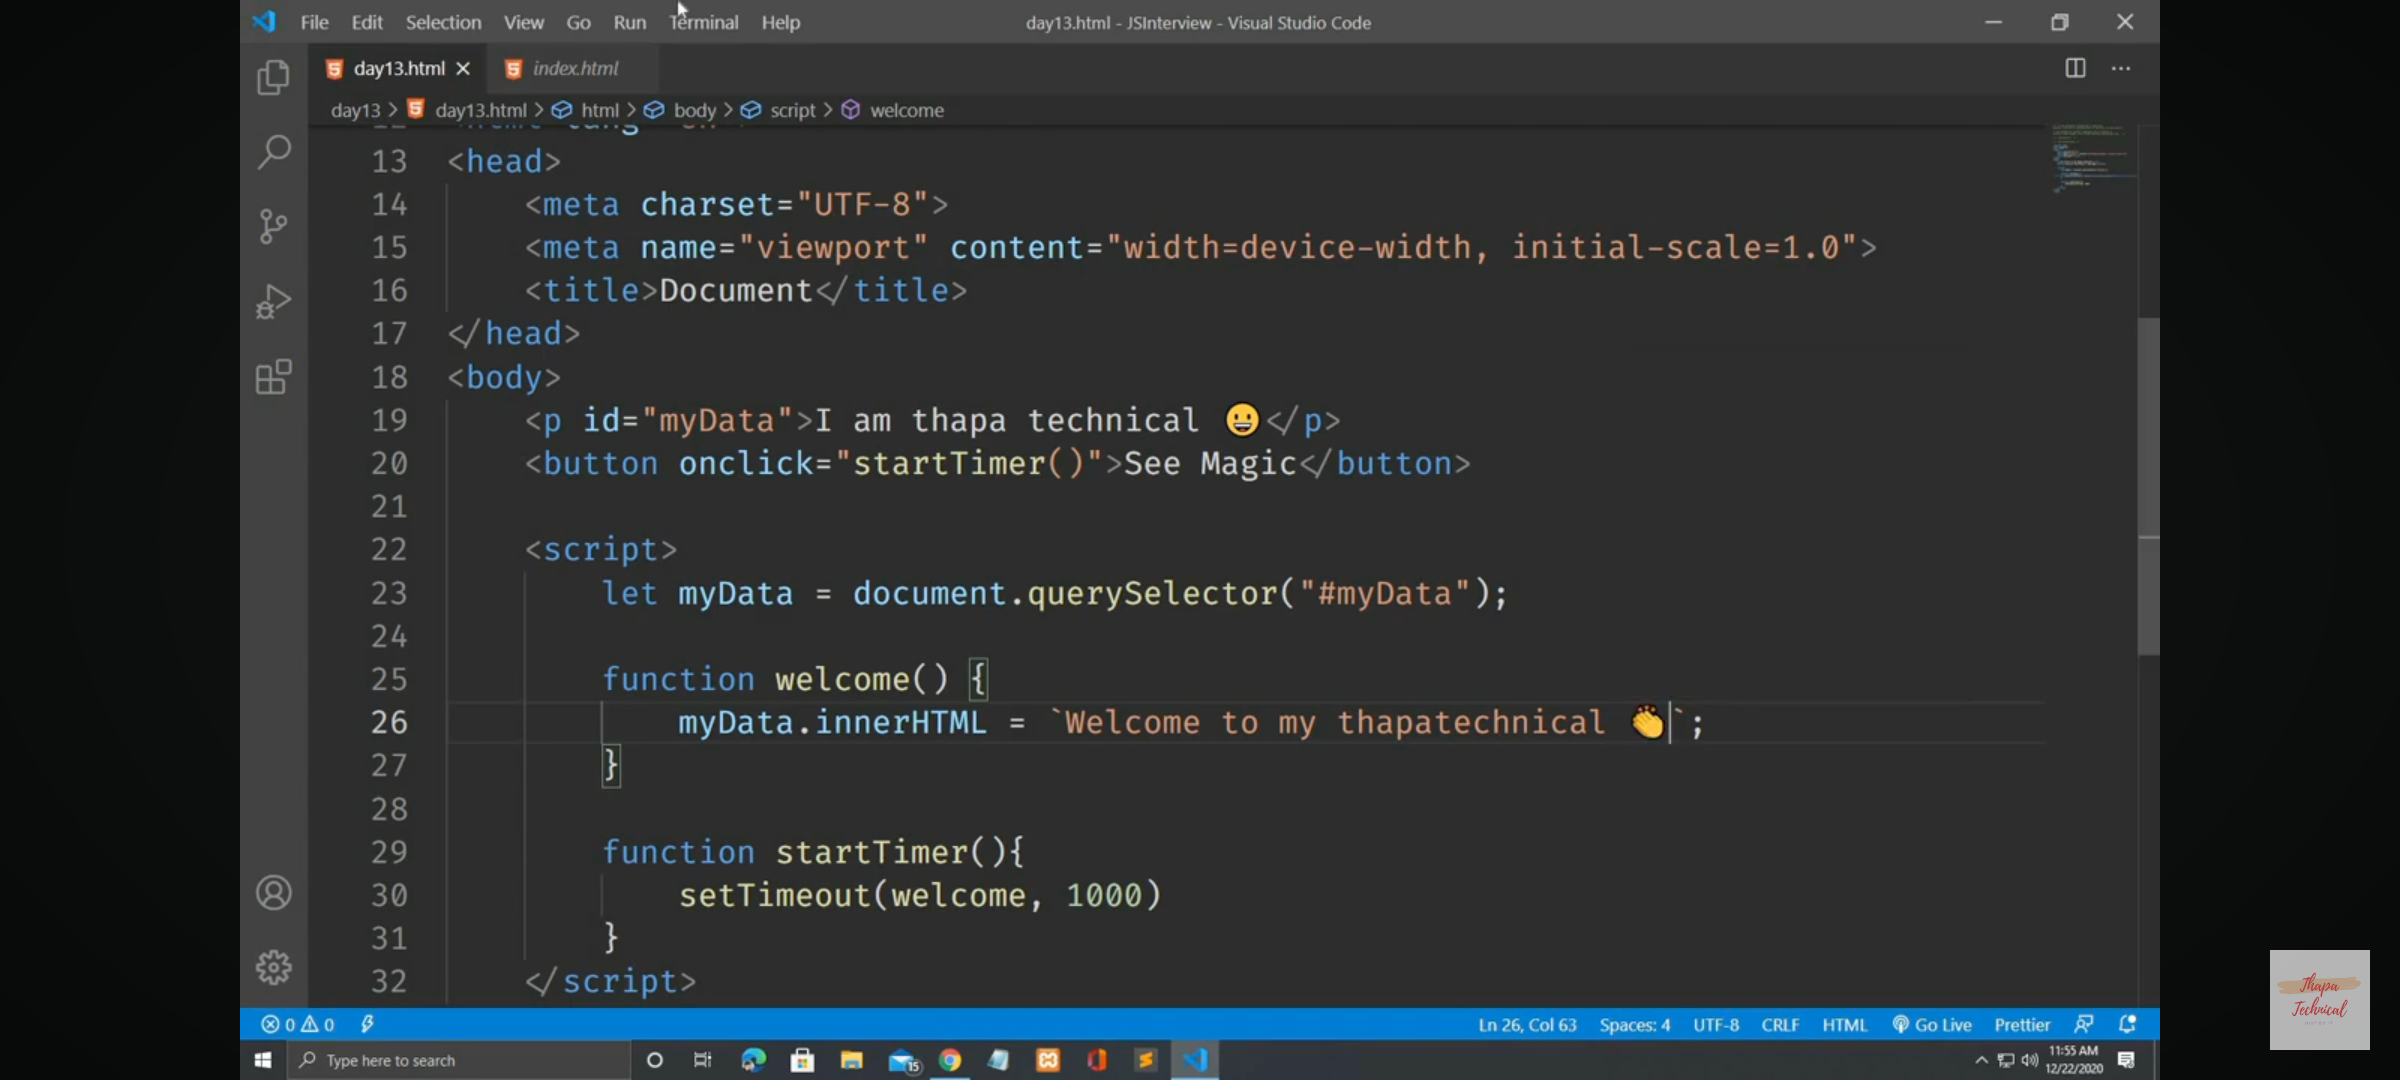 File Edit Selection View Go Run Terminal Help day13.html - JSInterview - Visual Studio Code
day13.html index.html
day13 > day13.html > html > body > script > welcome
13 <head>
14 <meta charset="UTF-8">
15 <meta name="viewport" content="width=device-width, initial-scale=1.0">
16 <title>Document</title>
17 </head>
18 <body>
19 <p id="myData">I am thapa technical 😀</p>
20 <button onclick="startTimer()">See Magic</button>
21
22 <script>
23 let myData = document.querySelector("#myData");
24
25 function welcome() {
26 myData.innerHTML = `Welcome to my thapatechnical 👏`;
27 }
28
29 function startTimer(){
30 setTimeout(welcome, 1000)
31 }
32 </script>
0 0 Ln 26, Col 63 Spaces: 4 UTF-8 CRLF HTML Go Live Prettier
Type here to search 15 11:55 AM
12/22/2020
Thapa
Technical